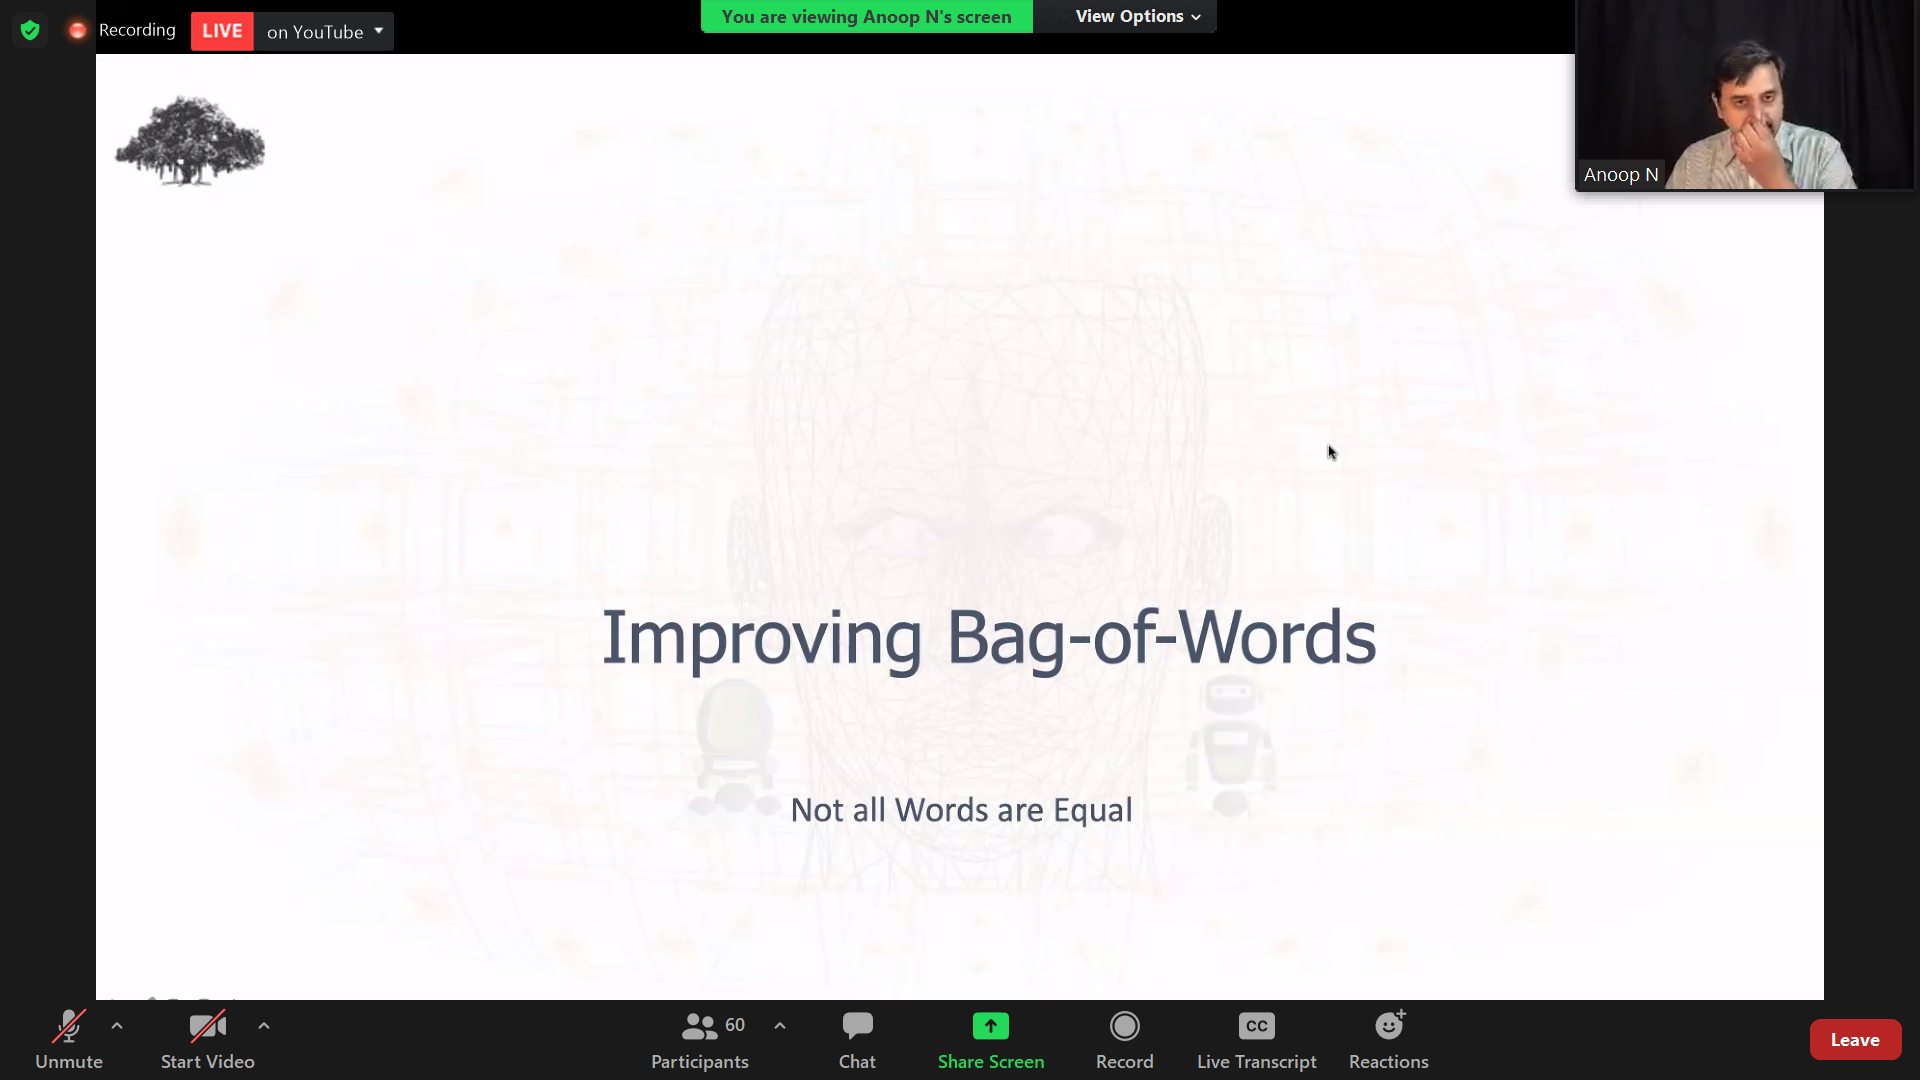 Recording
LIVE on YouTube
You are viewing Anoop N's screen
View Options
Anoop N
Improving Bag-of-Words
Not all Words are Equal
Unmute
Start Video
60
Participants
Chat
Share Screen
Record
CC
Live Transcript
Reactions
Leave